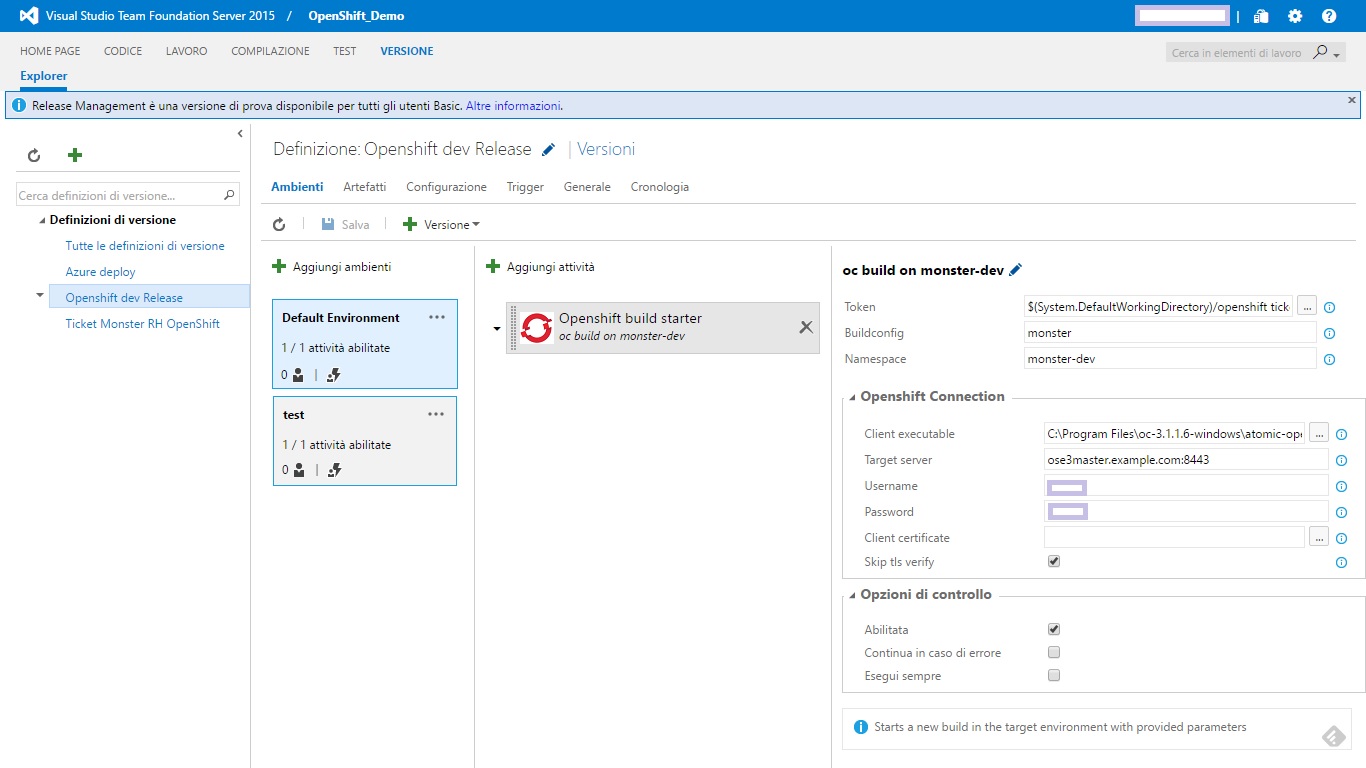 Visual Studio Team Foundation Server 2015 / OpenShift_Demo
HOME PAGE CODICE LAVORO COMPILAZIONE TEST VERSIONE
Cerca in elementi di lavoro
Explorer
Release Management è una versione di prova disponibile per tutti gli utenti Basic. Altre informazioni.
Cerca definizioni di versione...
Definizioni di versione
Tutte le definizioni di versione
Azure deploy
Openshift dev Release
Ticket Monster RH OpenShift
Definizione: Openshift dev Release | Versioni
Ambienti Artefatti Configurazione Trigger Generale Cronologia
Salva Versione
Aggiungi ambienti
Default Environment ...
1 / 1 attività abilitate
0 |
test ...
1 / 1 attività abilitate
0 |
Aggiungi attività
Openshift build starter
oc build on monster-dev
oc build on monster-dev
Token $(System.DefaultWorkingDirectory)/openshift tick ...
Buildconfig monster
Namespace monster-dev
Openshift Connection
Client executable C:\Program Files\oc-3.1.1.6-windows\atomic-op ...
Target server ose3master.example.com:8443
Username
Password
Client certificate ...
Skip tls verify
Opzioni di controllo
Abilitata
Continua in caso di errore
Esegui sempre
Starts a new build in the target environment with provided parameters